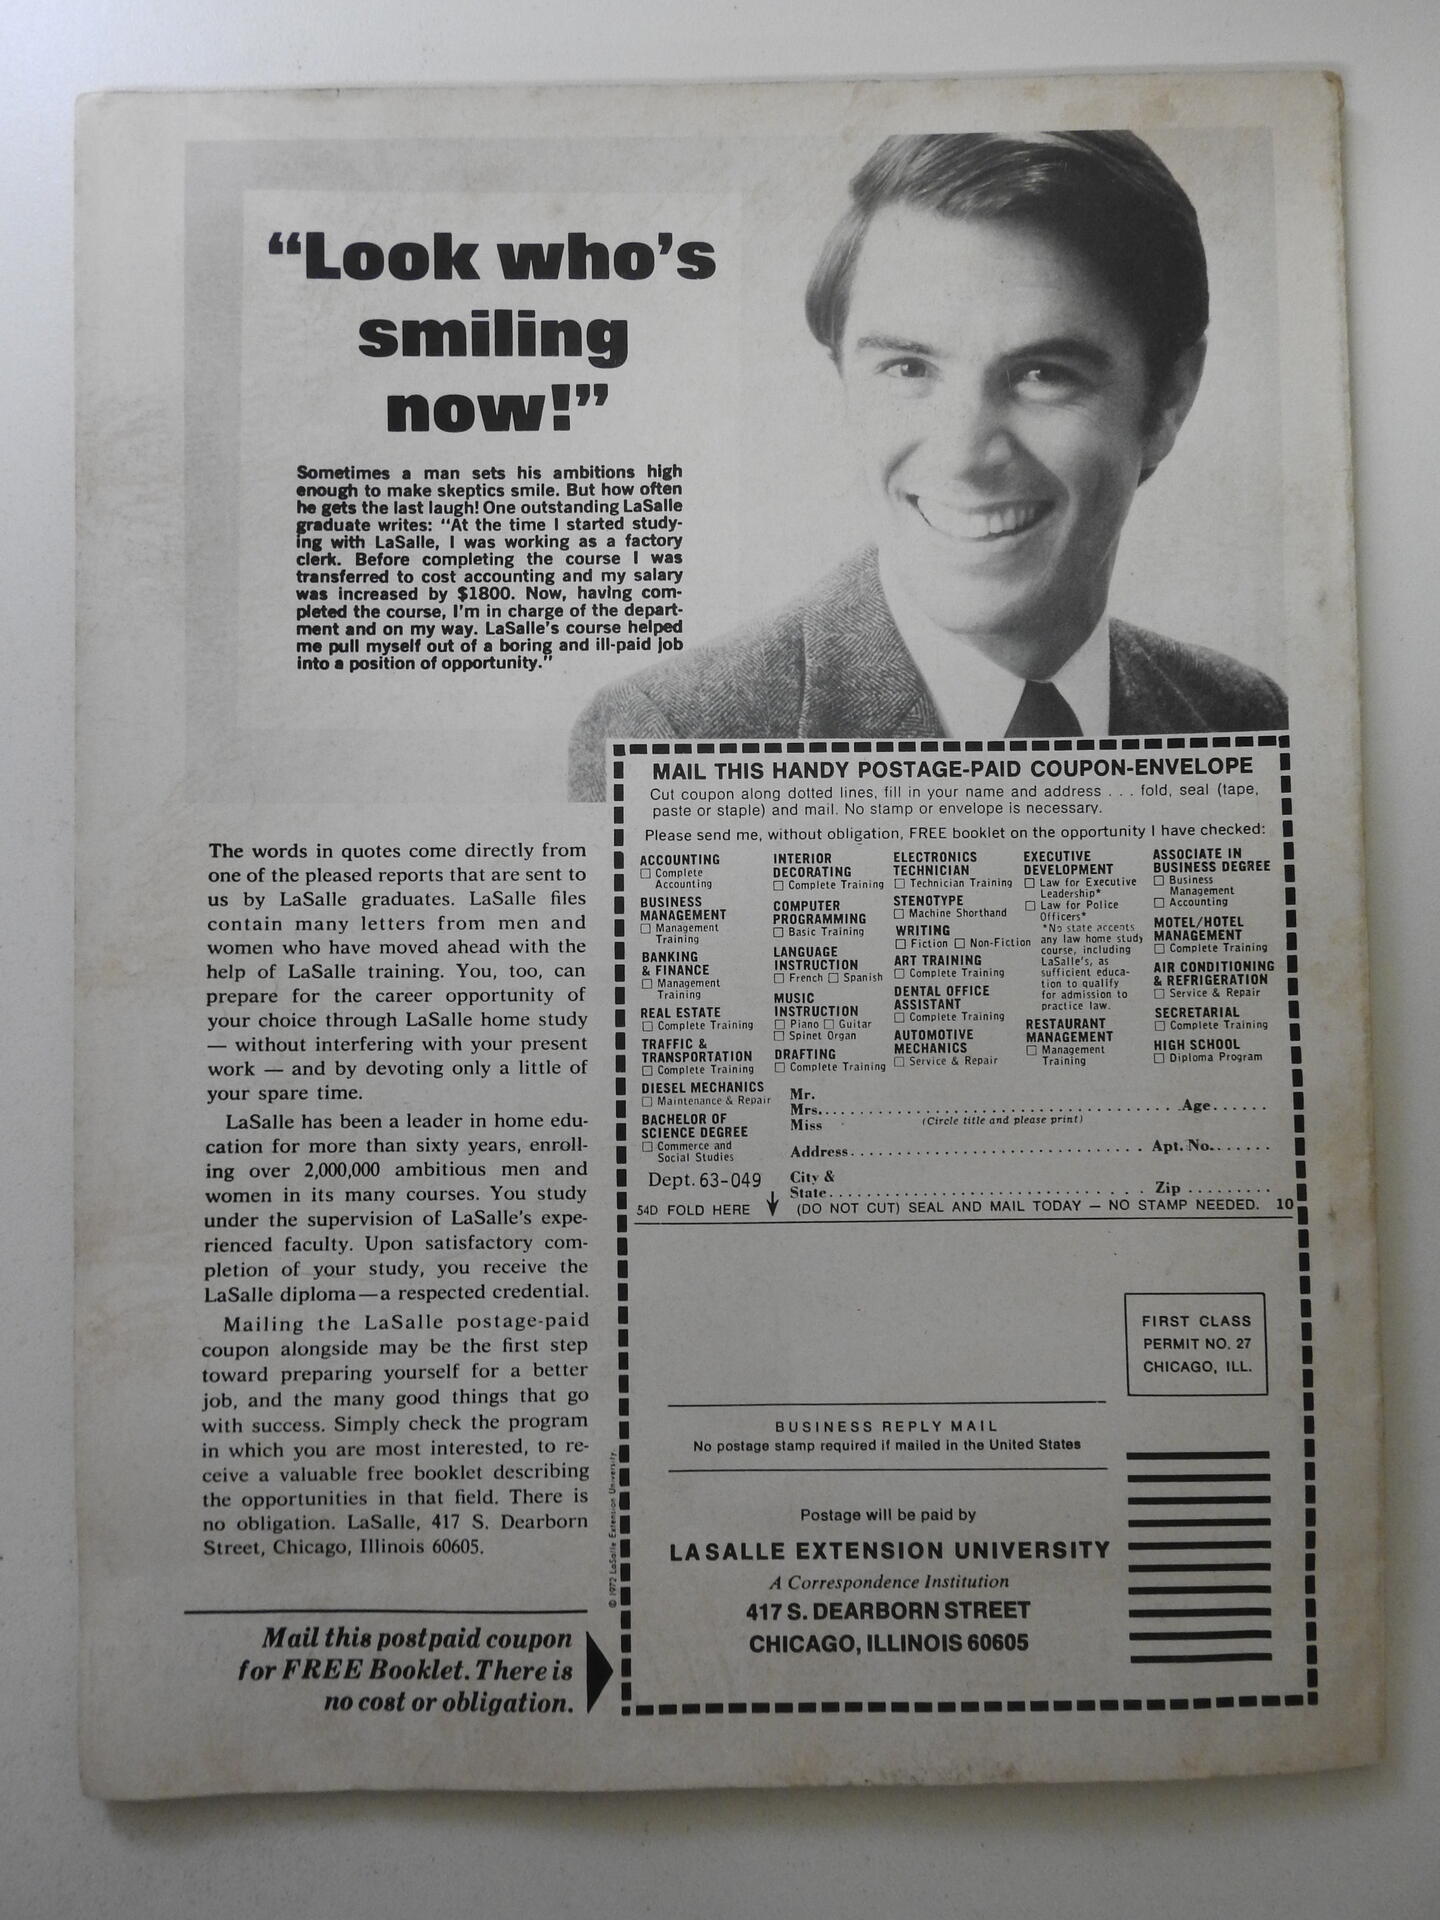 “Look who’s
smiling
now!”
Sometimes a man sets his ambitions high
enough to make skeptics smile. But how often
he gets the last laugh! One outstanding LaSalle
graduate writes: “At the time I started study-
ing with LaSalle, I was working as a factory
clerk. Before completing the course I was
transferred to cost accounting and my salary
was increased by $1800. Now, having com-
pleted the course, I’m in charge of the depart-
ment and on my way. LaSalle’s course helped
me pull myself out of a boring and ill-paid job
into a position of opportunity.”
The words in quotes come directly from
one of the pleased reports that are sent to
us by LaSalle graduates. LaSalle files
contain many letters from men and
women who have moved ahead with the
help of LaSalle training. You, too, can
prepare for the career opportunity of
your choice through LaSalle home study
— without interfering with your present
work — and by devoting only a little of
your spare time.
LaSalle has been a leader in home edu-
cation for more than sixty years, enroll-
ing over 2,000,000 ambitious men and
women in its many courses. You study
under the supervision of LaSalle’s expe-
rienced faculty. Upon satisfactory com-
pletion of your study, you receive the
LaSalle diploma—a respected credential.
Mailing the LaSalle postage-paid
coupon alongside may be the first step
toward preparing yourself for a better
job, and the many good things that go
with success. Simply check the program
in which you are most interested, to re-
ceive a valuable free booklet describing
the opportunities in that field. There is
no obligation. LaSalle, 417 S. Dearborn
Street, Chicago, Illinois 60605.
Mail this postpaid coupon
for FREE Booklet. There is
no cost or obligation.
© 1972 LaSalle Extension University.
MAIL THIS HANDY POSTAGE-PAID COUPON-ENVELOPE
Cut coupon along dotted lines, fill in your name and address . . . fold, seal (tape,
paste or staple) and mail. No stamp or envelope is necessary.
Please send me, without obligation, FREE booklet on the opportunity I have checked:
ACCOUNTING
☐ Complete
Accounting
BUSINESS
MANAGEMENT
☐ Management
Training
BANKING
& FINANCE
☐ Management
Training
REAL ESTATE
☐ Complete Training
TRAFFIC &
TRANSPORTATION
☐ Complete Training
DIESEL MECHANICS
☐ Maintenance & Repair
BACHELOR OF
SCIENCE DEGREE
☐ Commerce and
Social Studies
INTERIOR
DECORATING
☐ Complete Training
COMPUTER
PROGRAMMING
☐ Basic Training
LANGUAGE
INSTRUCTION
☐ French ☐ Spanish
MUSIC
INSTRUCTION
☐ Piano ☐ Guitar
☐ Spinet Organ
DRAFTING
☐ Complete Training
ELECTRONICS
TECHNICIAN
☐ Technician Training
STENOTYPE
☐ Machine Shorthand
WRITING
☐ Fiction ☐ Non-Fiction
ART TRAINING
☐ Complete Training
DENTAL OFFICE
ASSISTANT
☐ Complete Training
AUTOMOTIVE
MECHANICS
☐ Service & Repair
EXECUTIVE
DEVELOPMENT
☐ Law for Executive
Leadership*
☐ Law for Police
Officers*
*No state accepts
any law home study
course, including
LaSalle’s, as
sufficient educa-
tion to qualify
for admission to
practice law.
RESTAURANT
MANAGEMENT
☐ Management
Training
ASSOCIATE IN
BUSINESS DEGREE
☐ Business
Management
☐ Accounting
MOTEL/HOTEL
MANAGEMENT
☐ Complete Training
AIR CONDITIONING
& REFRIGERATION
☐ Service & Repair
SECRETARIAL
☐ Complete Training
HIGH SCHOOL
☐ Diploma Program
Mr.
Mrs. Age
Miss (Circle title and please print)
Address Apt. No.
Dept. 63-049
City &
State Zip
54D FOLD HERE (DO NOT CUT) SEAL AND MAIL TODAY — NO STAMP NEEDED. 10
FIRST CLASS
PERMIT NO. 27
CHICAGO, ILL.
BUSINESS REPLY MAIL
No postage stamp required if mailed in the United States
Postage will be paid by
LASALLE EXTENSION UNIVERSITY
A Correspondence Institution
417 S. DEARBORN STREET
CHICAGO, ILLINOIS 60605